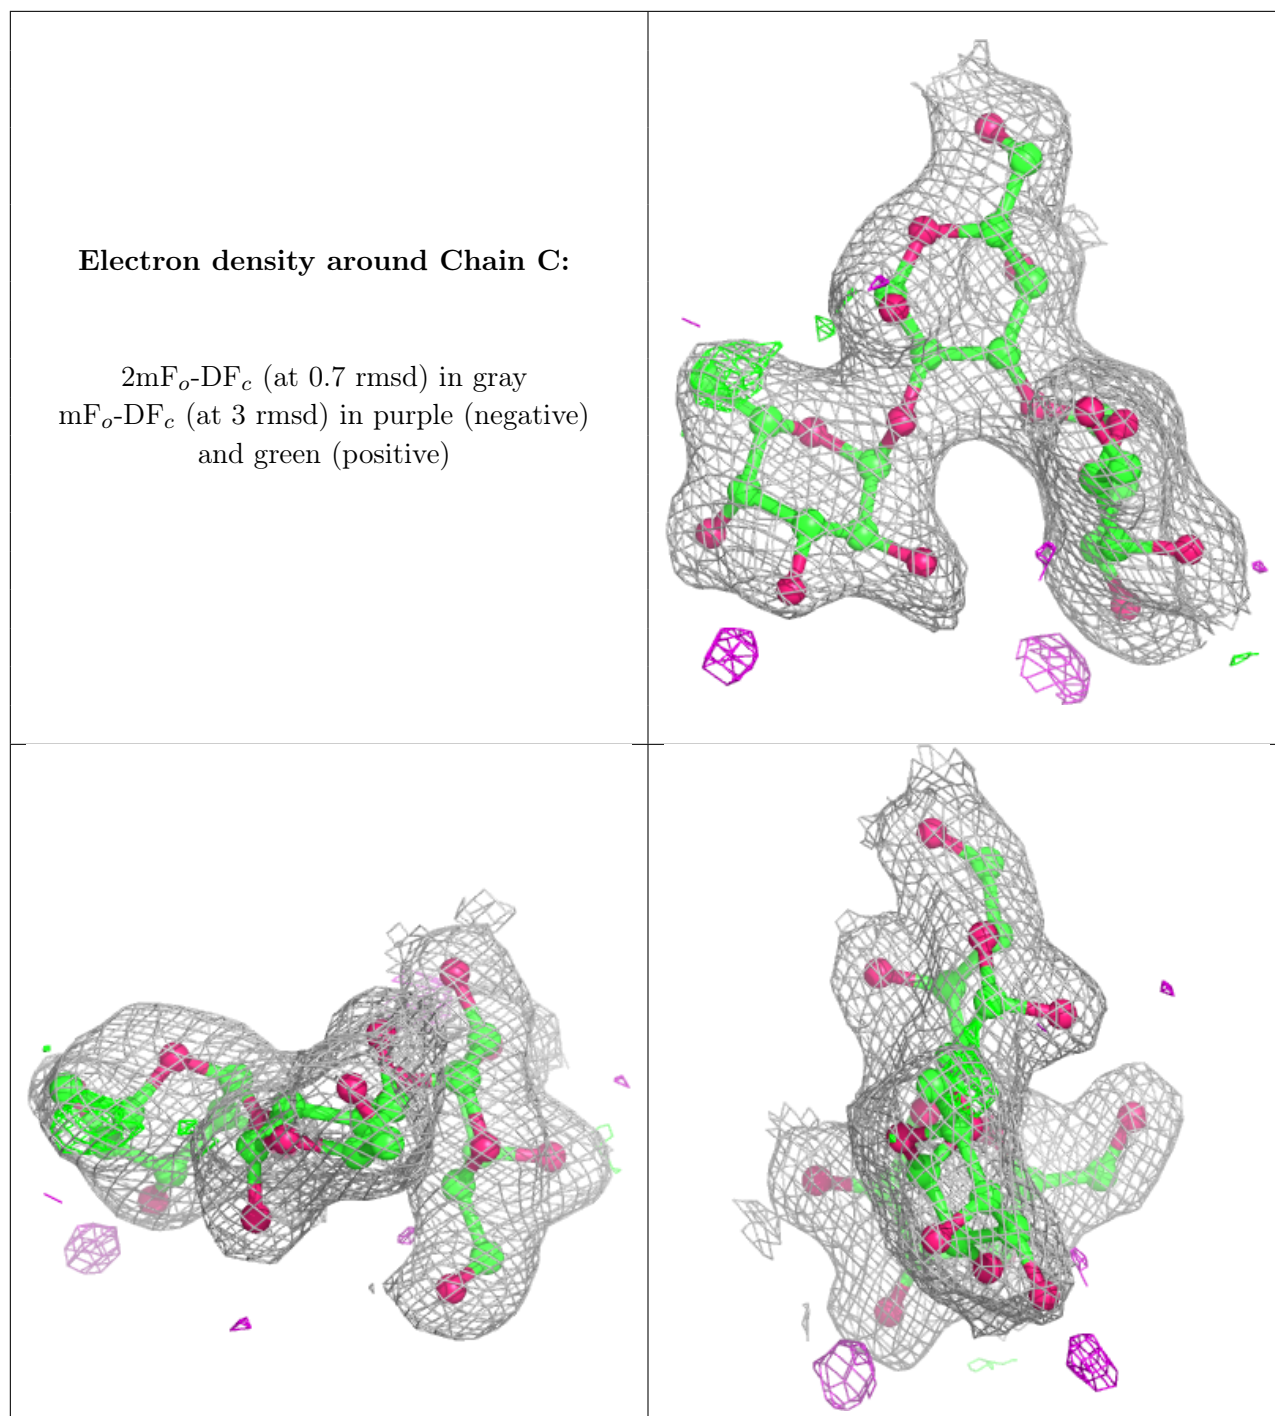 Electron density around Chain C:
2mFo-DFc (at 0.7 rmsd) in gray
mFo-DFc (at 3 rmsd) in purple (negative)
and green (positive)